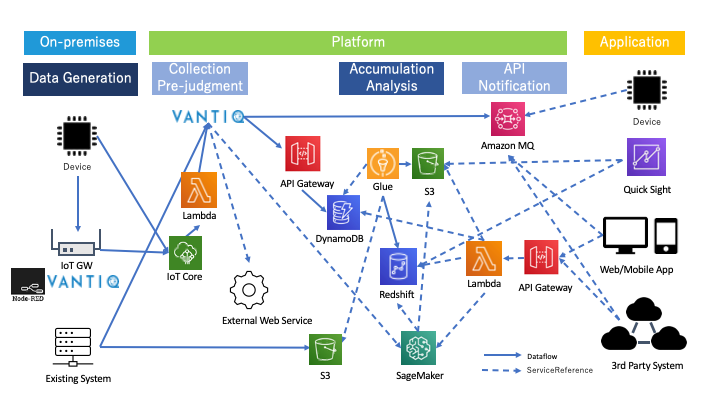 On-premises
Platform
Application
Data Generation
Collection
Pre-judgment
Accumulation
Analysis
API
Notification
VANTIQ
Device
Amazon MQ
Device
API Gateway
Glue
S3
Quick Sight
Lambda
DynamoDB
IoT GW
IoT Core
Node-RED
VANTIQ
Redshift
Lambda
API Gateway
Web/Mobile App
External Web Service
Existing System
S3
SageMaker
Dataflow
ServiceReference
3rd Party System